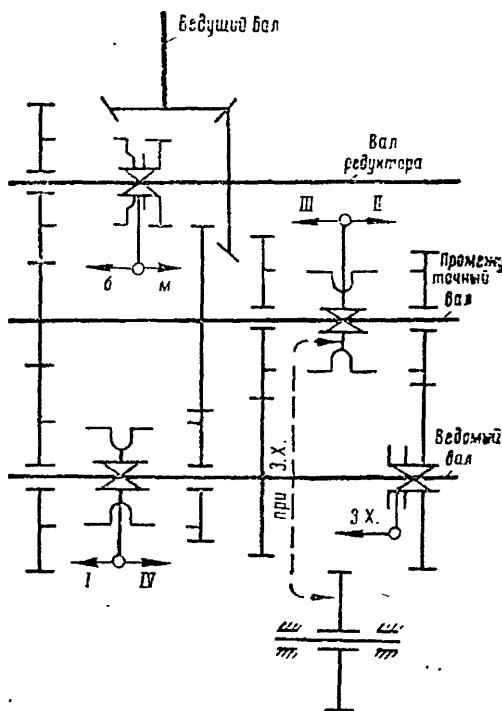 Ведущий вал
Вал
редуктора
III II
б м
Промежу
точный
вал
Ведомый
вал
при З.Х.
З Х.
I IV